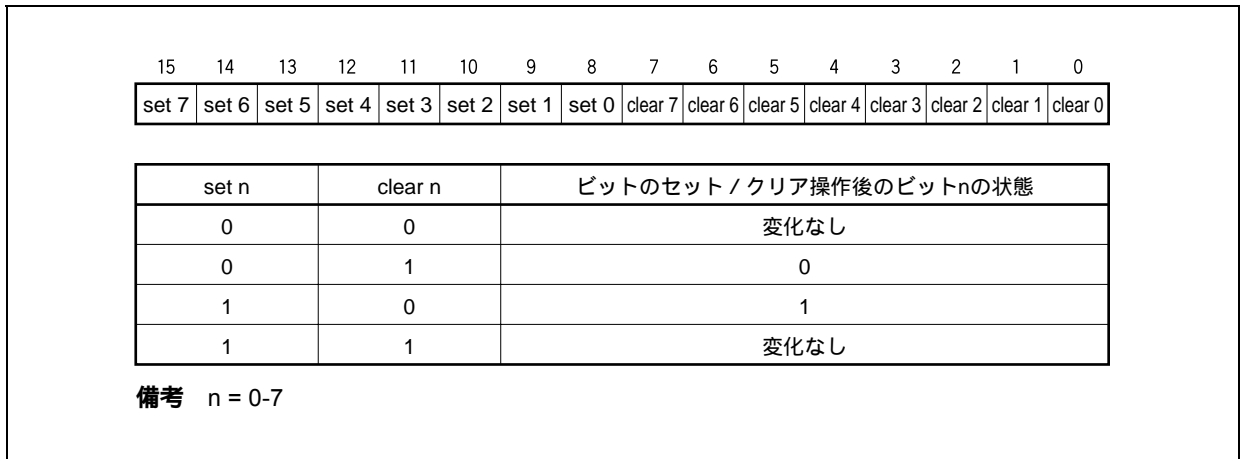 15 14 13 12 11 10 9 8 7 6 5 4 3 2 1 0
set 7 set 6 set 5 set 4 set 3 set 2 set 1 set 0 clear 7 clear 6 clear 5 clear 4 clear 3 clear 2 clear 1 clear 0
set n clear n ビットのセット / クリア操作後のビットnの状態
0 0 変化なし
0 1 0
1 0 1
1 1 変化なし
備考 n = 0-7